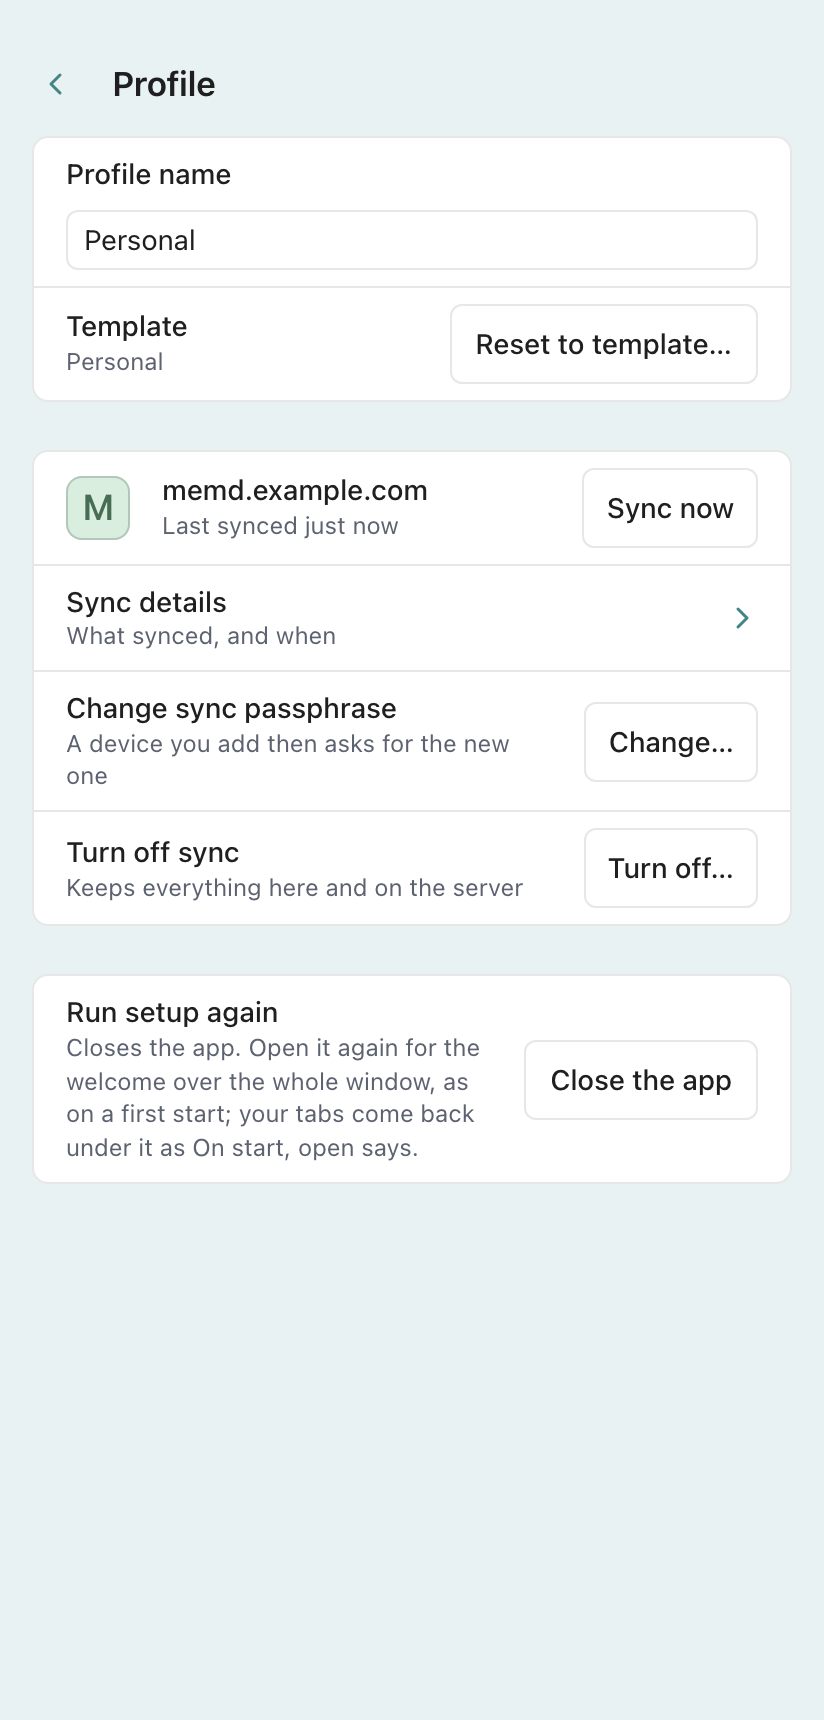 Profile
Profile name
Personal
Template
Personal
Reset to template...
M
memd.example.com
Last synced just now
Sync now
Sync details
What synced, and when
Change sync passphrase
A device you add then asks for the new
one
Change...
Turn off sync
Keeps everything here and on the server
Turn off...
Run setup again
Closes the app. Open it again for the
welcome over the whole window, as
on a first start; your tabs come back
under it as On start, open says.
Close the app